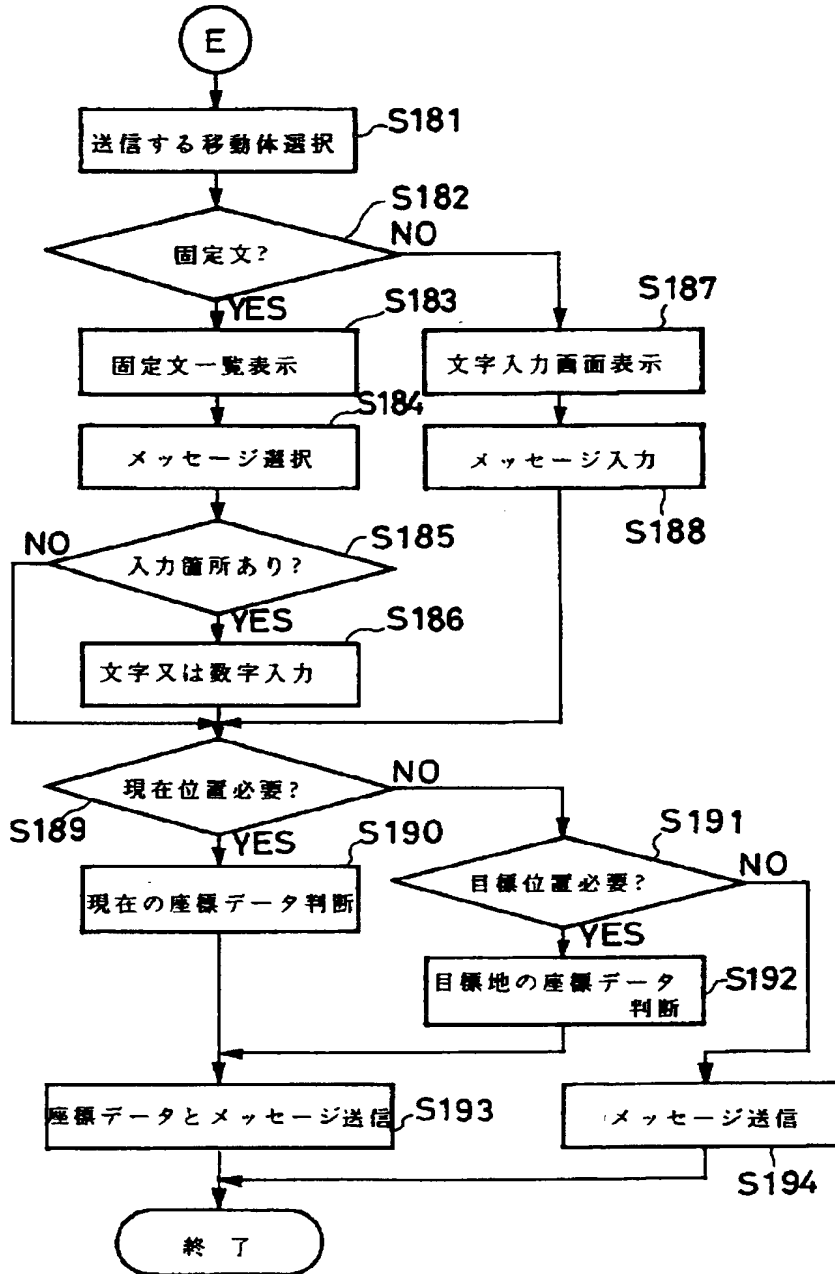 E
送信する移動体選択
S181
固定文?
S182
NO
YES
S183
固定文一覧表示
S187
文字入力画面表示
S184
メッセージ選択
メッセージ入力
S188
NO
入力箇所あり?
S185
YES
S186
文字又は数字入力
現在位置必要?
NO
S189
YES
S190
現在の座標データ判断
S191
目標位置必要?
NO
YES
目標地の座標データ
判断
S192
座標データとメッセージ送信
S193
メッセージ送信
S194
終了